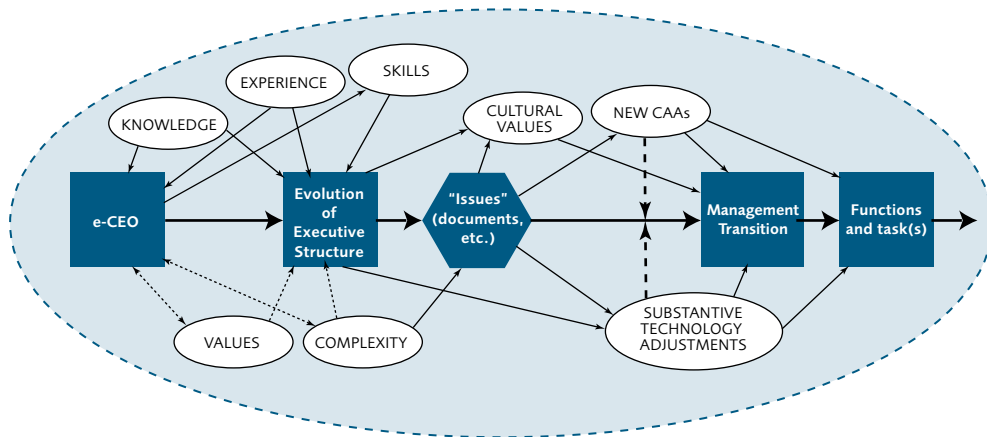 SKILLS
EXPERIENCE
KNOWLEDGE
CULTURAL
VALUES
NEW CAAs
e-CEO
Evolution
of
Executive
Structure
"Issues"
(documents,
etc.)
Management
Transition
Functions
and task(s)
VALUES
COMPLEXITY
SUBSTANTIVE
TECHNOLOGY
ADJUSTMENTS